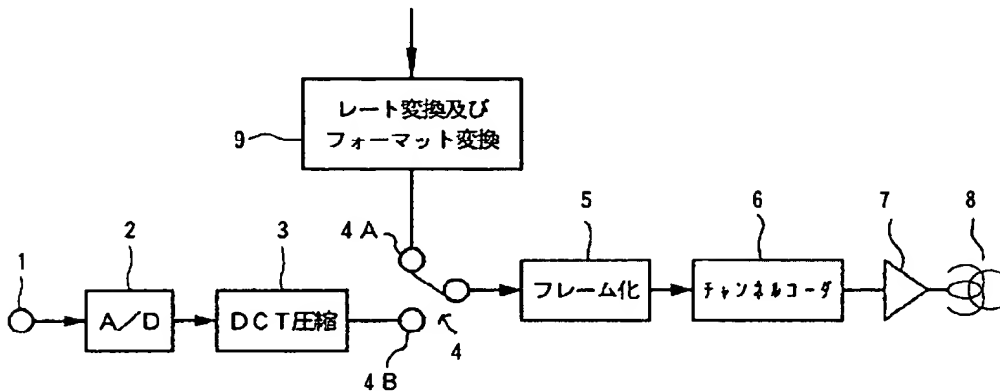 レート変換及び
フォーマット変換
9
4A
5
6
7
8
1
2
3
A/D
DCT圧縮
フレーム化
チャンネルコーダ
4
4B